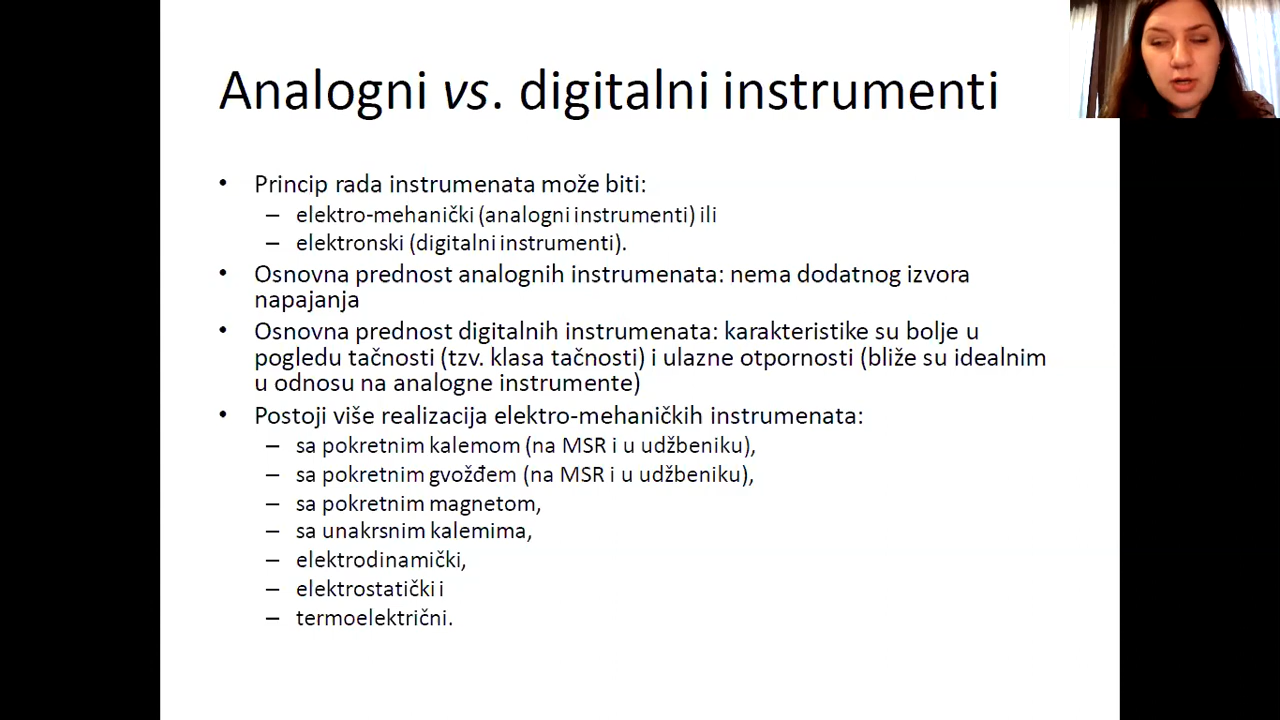 Analogni vs. digitalni instrumenti
• Princip rada instrumenata može biti:
– elektro-mehanički (analogni instrumenti) ili
– elektronski (digitalni instrumenti).
• Osnovna prednost analognih instrumenata: nema dodatnog izvora
napajanja
• Osnovna prednost digitalnih instrumenata: karakteristike su bolje u
pogledu tačnosti (tzv. klasa tačnosti) i ulazne otpornosti (bliže su idealnim
u odnosu na analogne instrumente)
• Postoji više realizacija elektro-mehaničkih instrumenata:
– sa pokretnim kalemom (na MSR i u udžbeniku),
– sa pokretnim gvožđem (na MSR i u udžbeniku),
– sa pokretnim magnetom,
– sa unakrsnim kalemima,
– elektrodinamički,
– elektrostatički i
– termoelektrični.